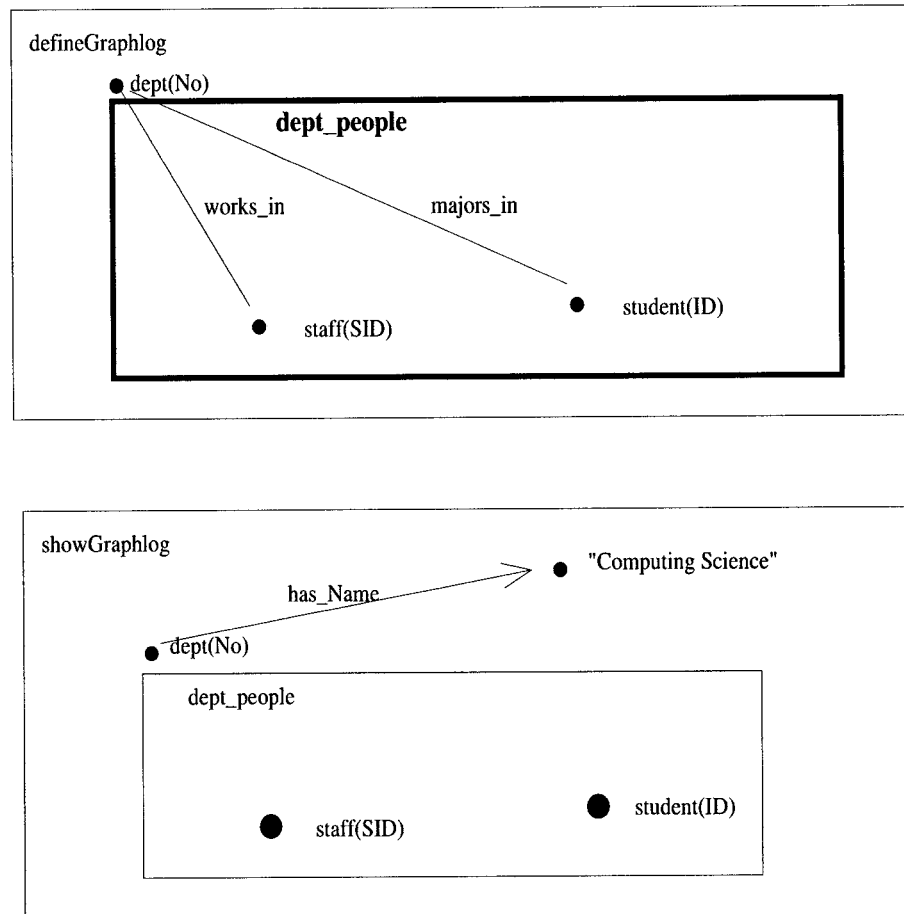 defineGraphlog
dept(No)
dept_people
works_in
majors_in
staff(SID)
student(ID)
showGraphlog
"Computing Science"
has_Name
dept(No)
dept_people
staff(SID)
student(ID)